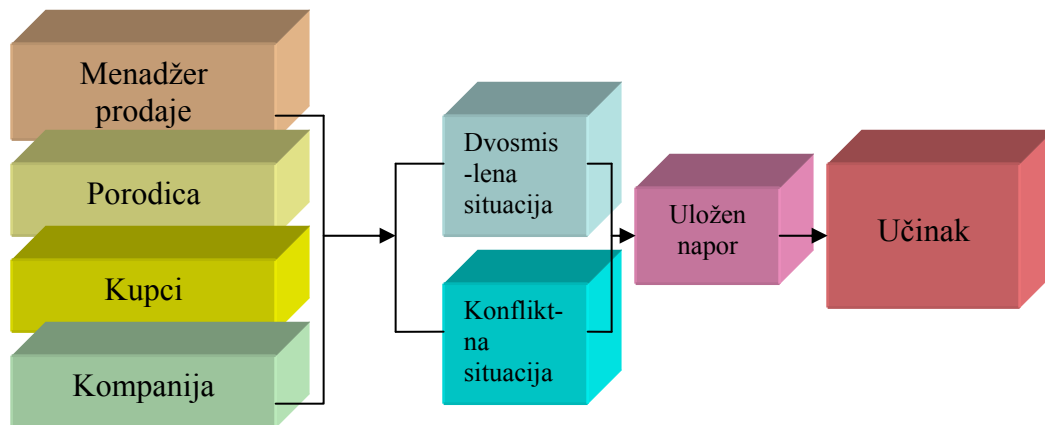 Menadžer
prodaje
Porodica
Kupci
Kompanija
Dvosmis
-lena
situacija
Konflikt-
na
situacija
Uložen
napor
Učinak